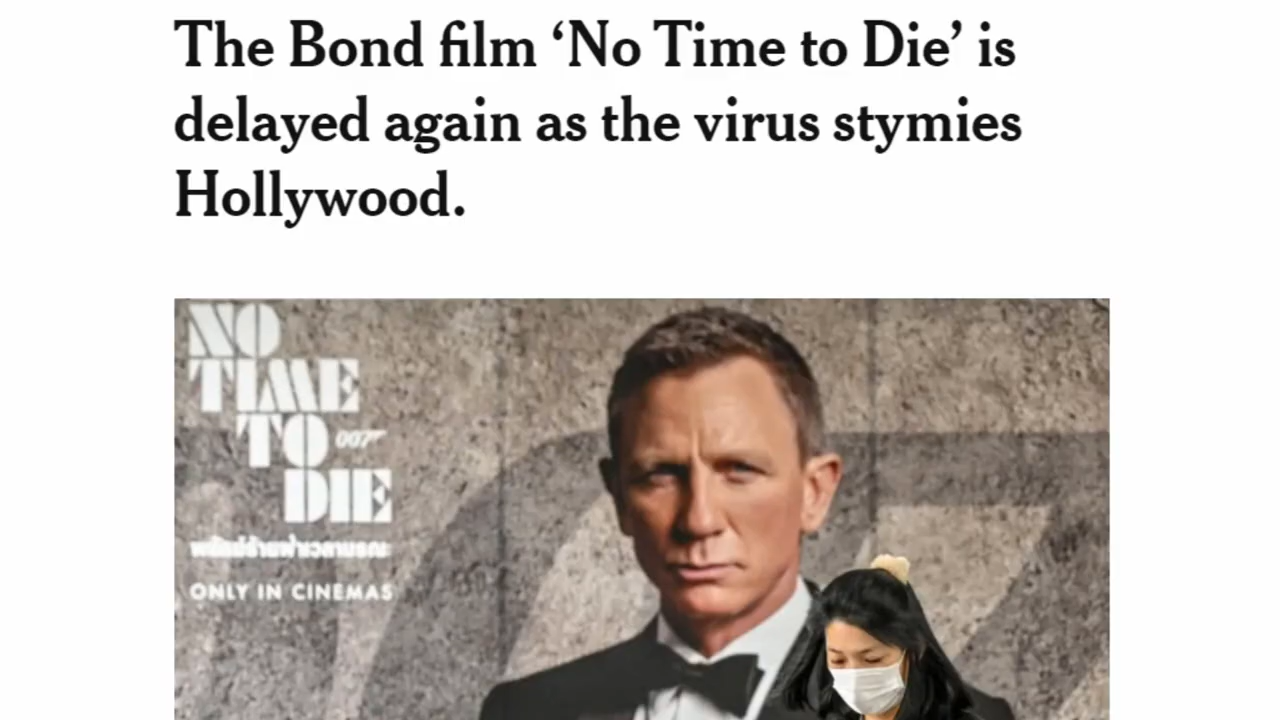 The Bond film ‘No Time to Die’ is
delayed again as the virus stymies
Hollywood.
NO
TIME
TO 007
DIE
ONLY IN CINEMAS